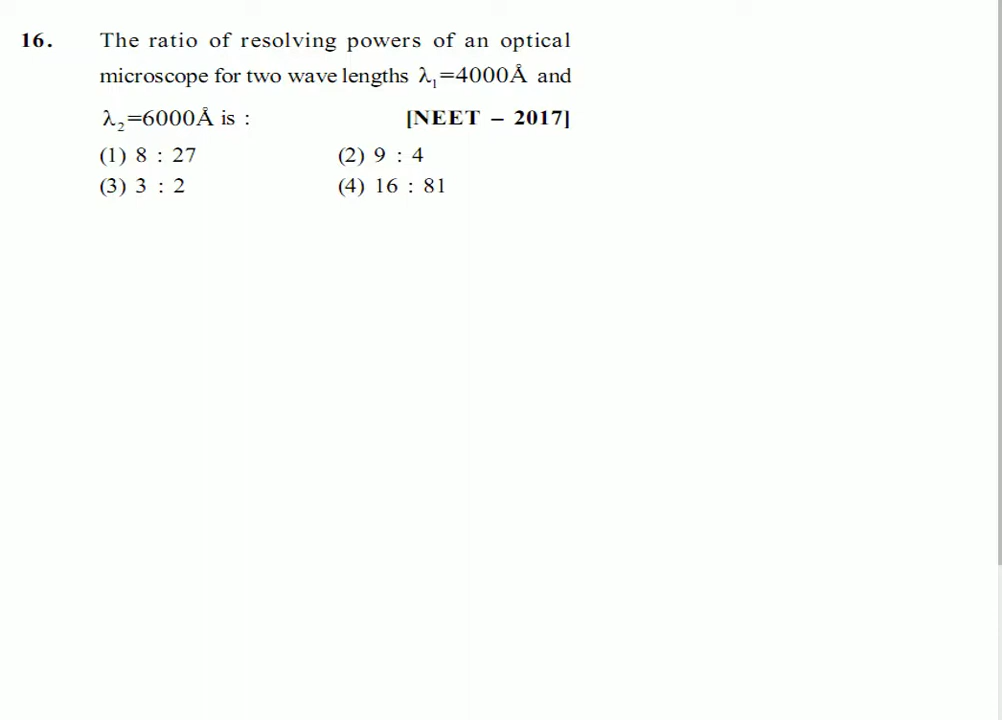 16. The ratio of resolving powers of an optical
microscope for two wave lengths λ₁=4000Å and
λ₂=6000Å is : [NEET – 2017]
(1) 8 : 27 (2) 9 : 4
(3) 3 : 2 (4) 16 : 81